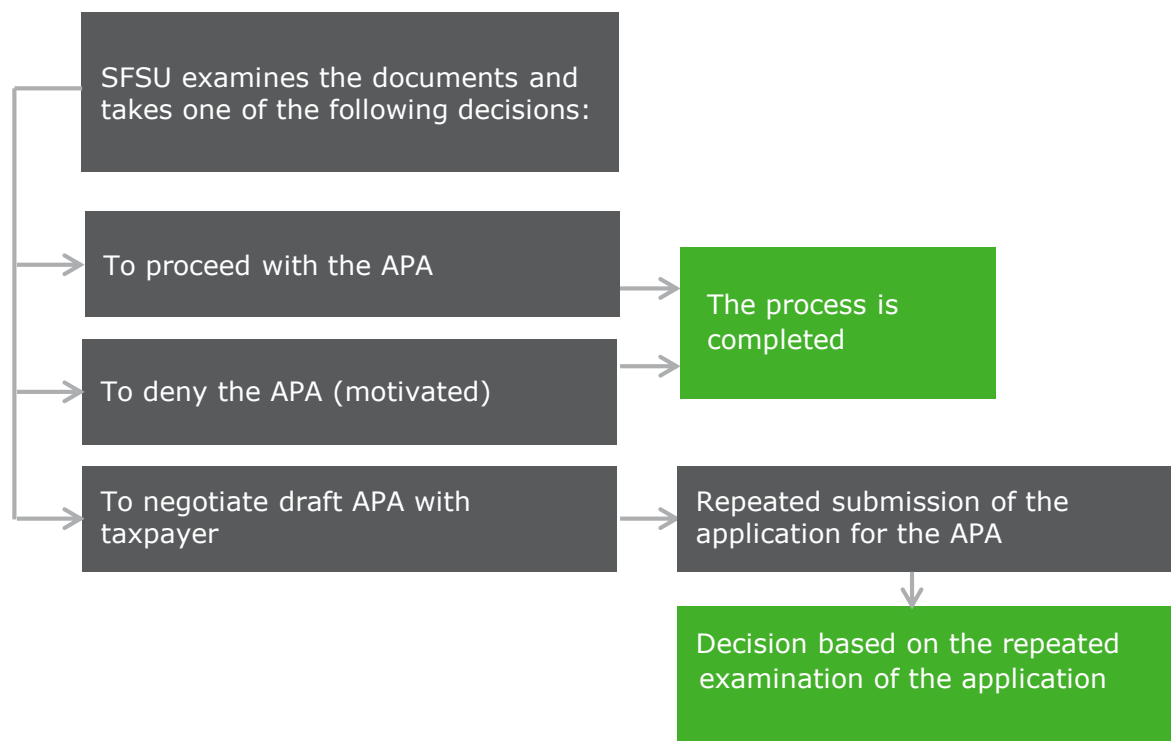 SFSU examines the documents and
takes one of the following decisions:
To proceed with the APA
The process is
completed
To deny the APA (motivated)
To negotiate draft APA with
taxpayer
Repeated submission of the
application for the APA
Decision based on the repeated
examination of the application